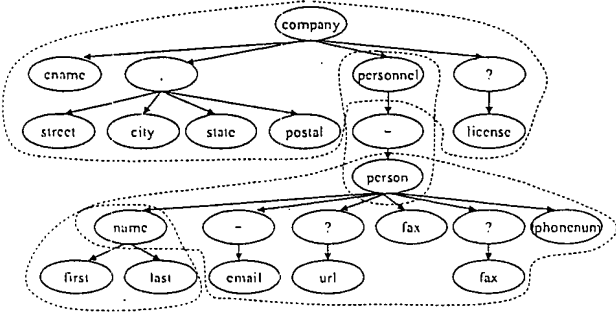 company
cname , personnel ?
street city state postal - license
person
name - ? fax ? phonenum
first last email url fax